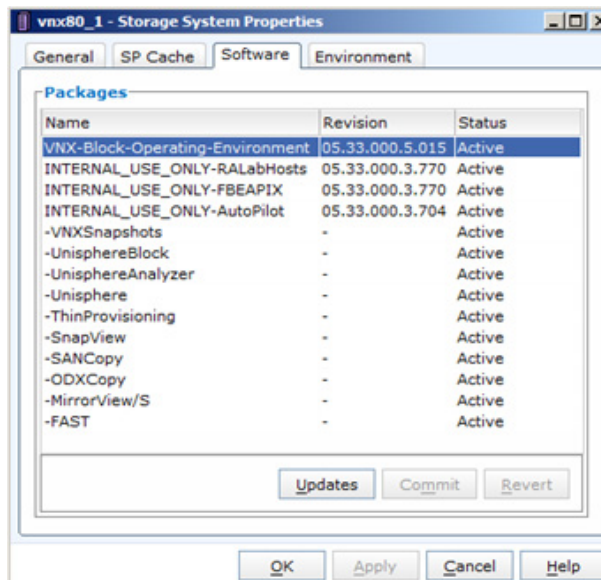 vnx80_1 - Storage System Properties
General SP Cache Software Environment
Packages
Name Revision Status
VNX-Block-Operating-Environment 05.33.000.5.015 Active
INTERNAL_USE_ONLY-RALabHosts 05.33.000.3.770 Active
INTERNAL_USE_ONLY-FBEAPIX 05.33.000.3.770 Active
INTERNAL_USE_ONLY-AutoPilot 05.33.000.3.704 Active
-VNXSnapshots - Active
-UnisphereBlock - Active
-UnisphereAnalyzer - Active
-Unisphere - Active
-ThinProvisioning - Active
-SnapView - Active
-SANCopy - Active
-ODXCopy - Active
-MirrorView/S - Active
-FAST - Active
Updates Commit Revert
OK Apply Cancel Help